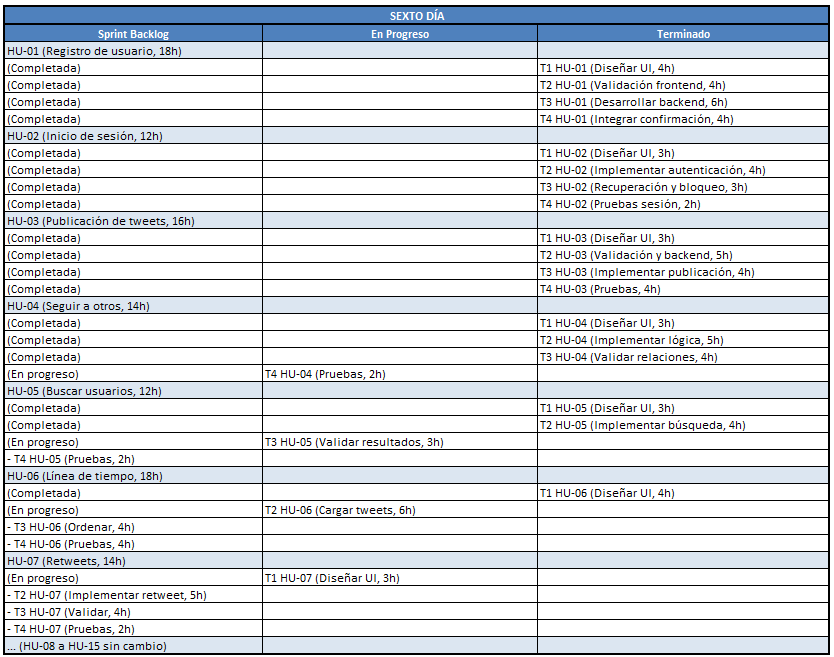 SEXTO DÍA
Sprint Backlog En Progreso Terminado
HU-01 (Registro de usuario, 18h)
(Completada) T1 HU-01 (Diseñar UI, 4h)
(Completada) T2 HU-01 (Validación frontend, 4h)
(Completada) T3 HU-01 (Desarrollar backend, 6h)
(Completada) T4 HU-01 (Integrar confirmación, 4h)
HU-02 (Inicio de sesión, 12h)
(Completada) T1 HU-02 (Diseñar UI, 3h)
(Completada) T2 HU-02 (Implementar autenticación, 4h)
(Completada) T3 HU-02 (Recuperación y bloqueo, 3h)
(Completada) T4 HU-02 (Pruebas sesión, 2h)
HU-03 (Publicación de tweets, 16h)
(Completada) T1 HU-03 (Diseñar UI, 3h)
(Completada) T2 HU-03 (Validación y backend, 5h)
(Completada) T3 HU-03 (Implementar publicación, 4h)
(Completada) T4 HU-03 (Pruebas, 4h)
HU-04 (Seguir a otros, 14h)
(Completada) T1 HU-04 (Diseñar UI, 3h)
(Completada) T2 HU-04 (Implementar lógica, 5h)
(Completada) T3 HU-04 (Validar relaciones, 4h)
(En progreso) T4 HU-04 (Pruebas, 2h)
HU-05 (Buscar usuarios, 12h)
(Completada) T1 HU-05 (Diseñar UI, 3h)
(Completada) T2 HU-05 (Implementar búsqueda, 4h)
(En progreso) T3 HU-05 (Validar resultados, 3h)
- T4 HU-05 (Pruebas, 2h)
HU-06 (Línea de tiempo, 18h)
(Completada) T1 HU-06 (Diseñar UI, 4h)
(En progreso) T2 HU-06 (Cargar tweets, 6h)
- T3 HU-06 (Ordenar, 4h)
- T4 HU-06 (Pruebas, 4h)
HU-07 (Retweets, 14h)
(En progreso) T1 HU-07 (Diseñar UI, 3h)
- T2 HU-07 (Implementar retweet, 5h)
- T3 HU-07 (Validar, 4h)
- T4 HU-07 (Pruebas, 2h)
... (HU-08 a HU-15 sin cambio)